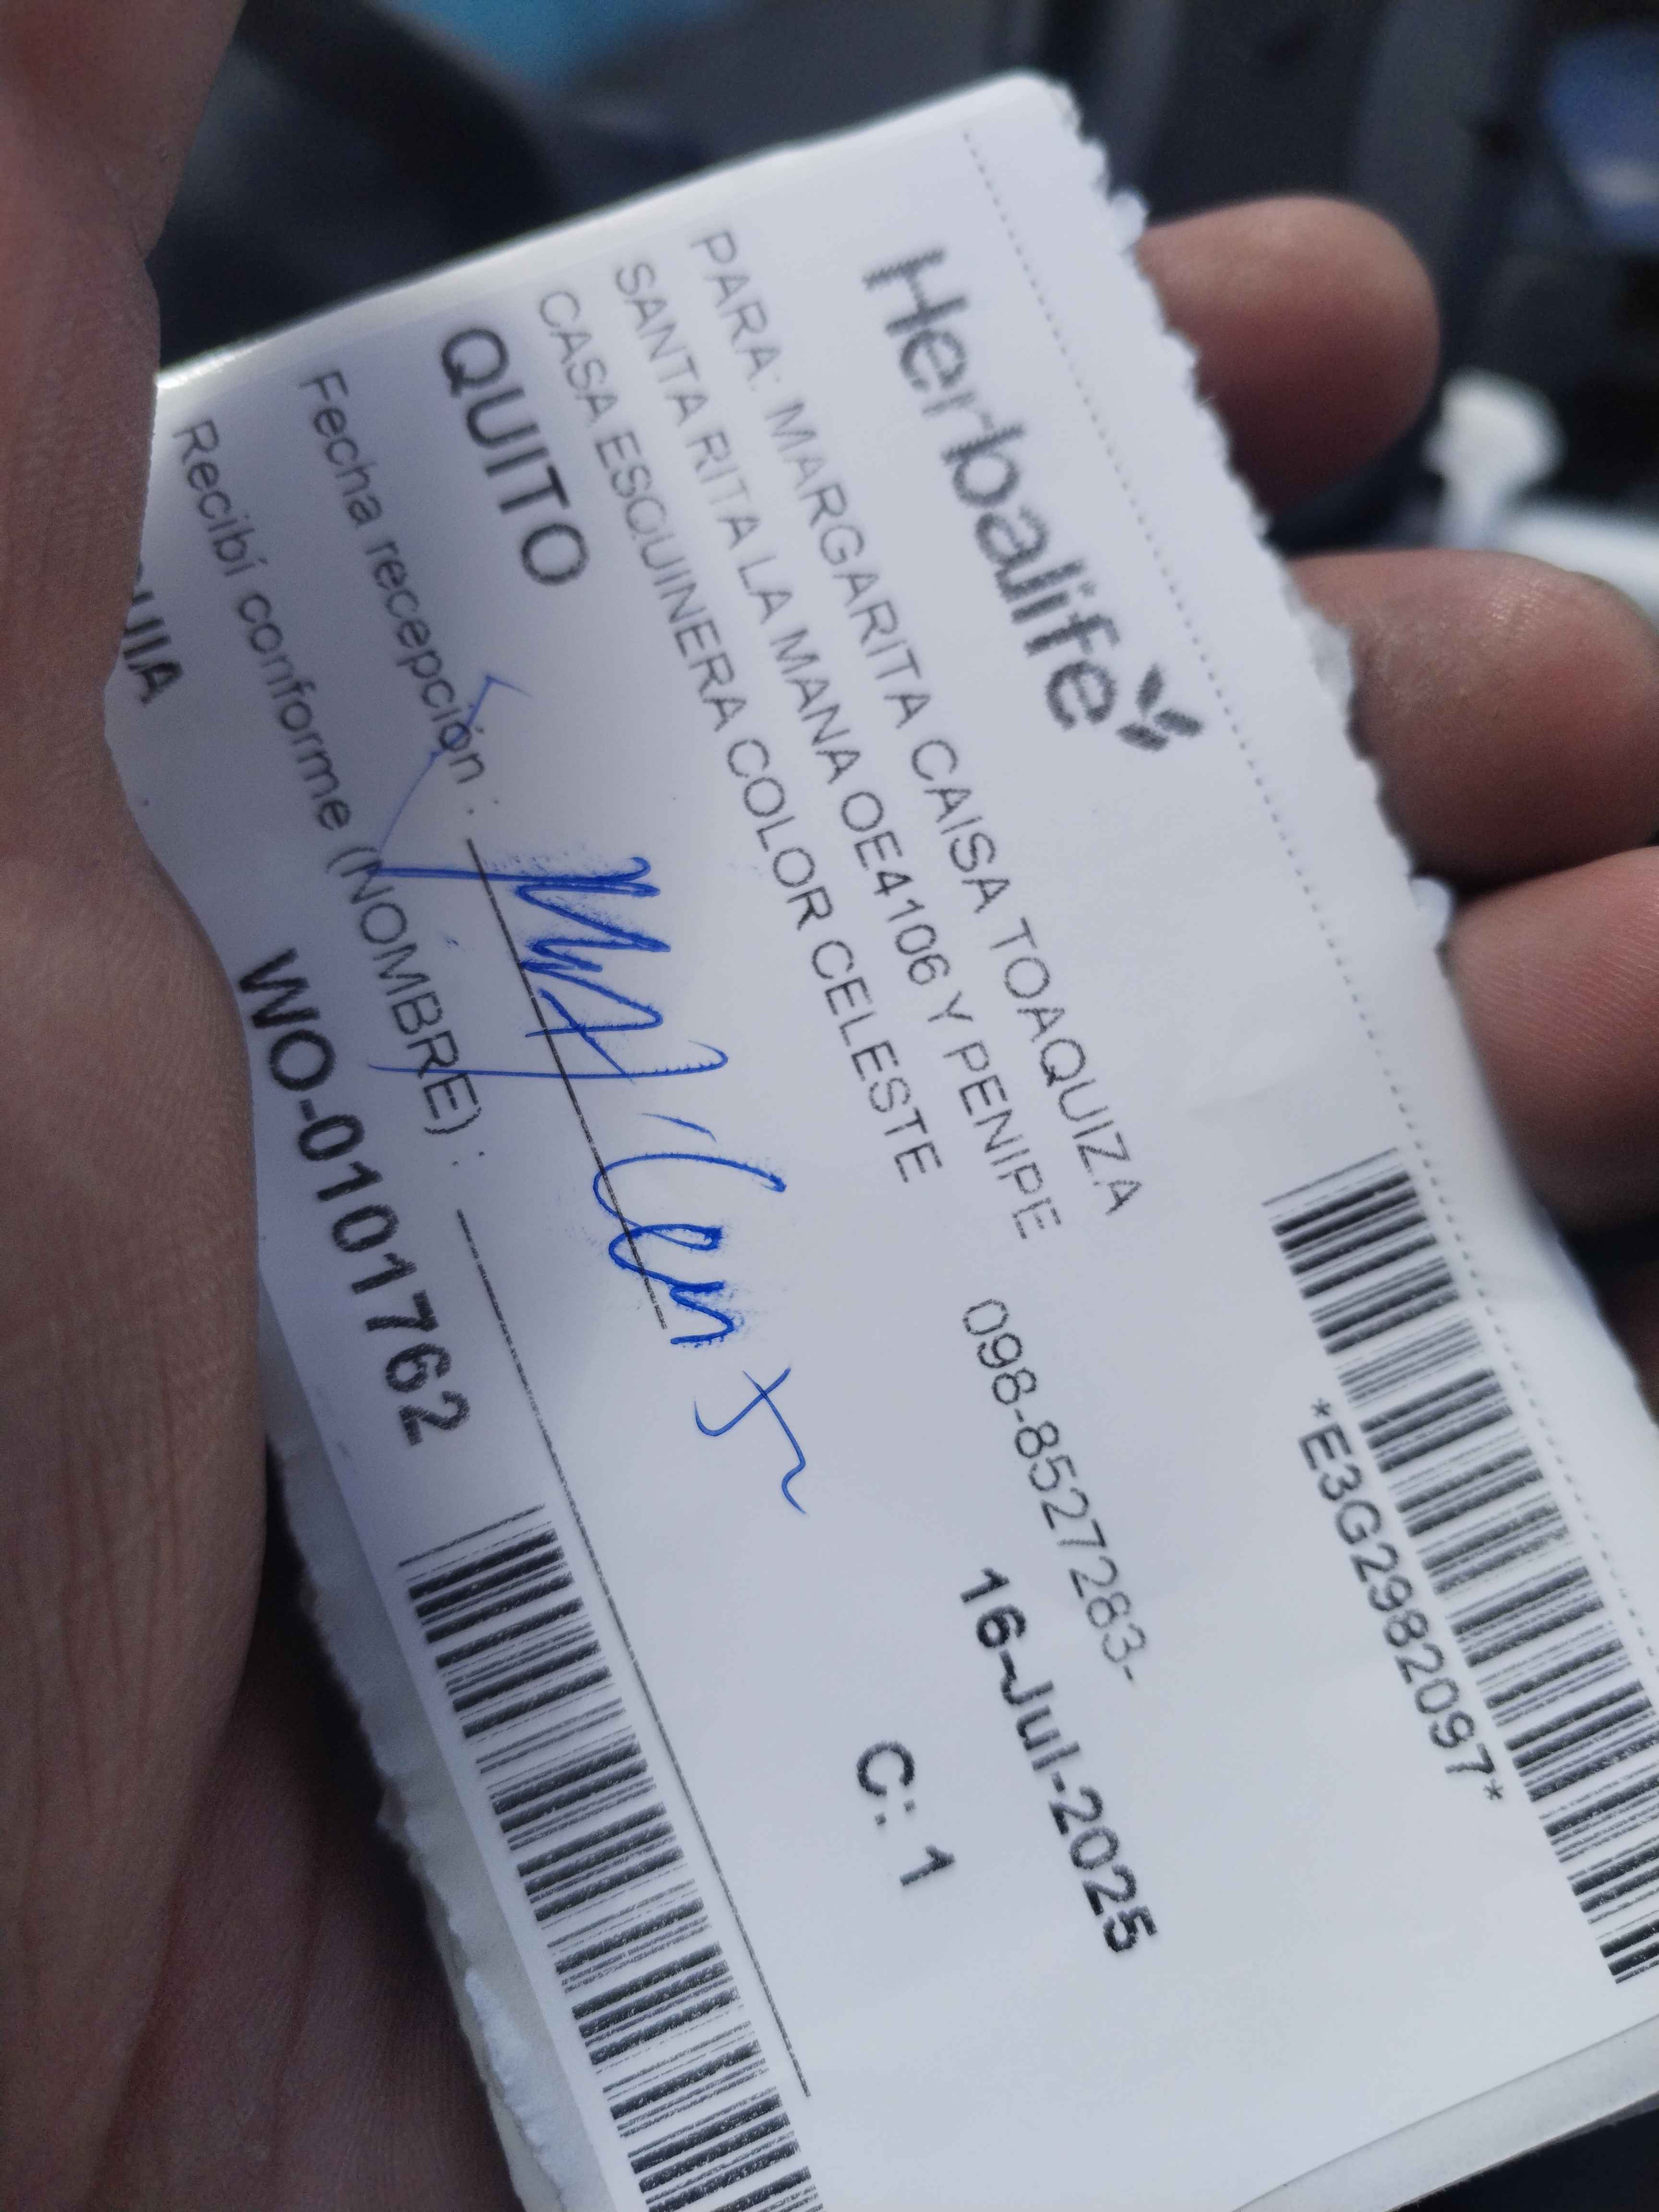 Herbalife
*E3G2982097*
PARA: MARGARITA CAISA TOAQUIZA
SANTA RITA LA MANA OE4106 Y PENIPE
098-8527283-
CASA ESQUINERA COLOR CELESTE
16-Jul-2025
QUITO
C: 1
Fecha recepción :
Recibí conforme (NOMBRE) :
WO-0101762